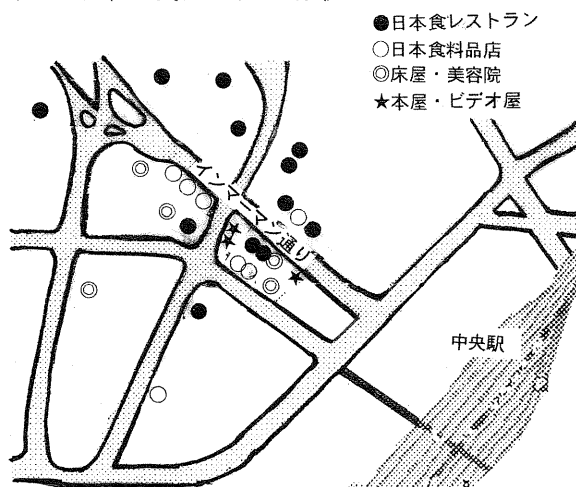 ●日本食レストラン
○日本食料品店
◎床屋・美容院
★本屋・ビデオ屋
インマーマン通り
中央駅